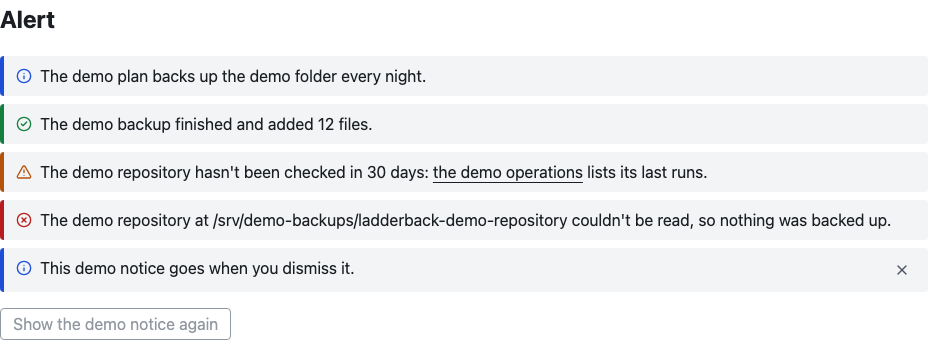 Alert
The demo plan backs up the demo folder every night.
The demo backup finished and added 12 files.
The demo repository hasn't been checked in 30 days: the demo operations lists its last runs.
The demo repository at /srv/demo-backups/ladderback-demo-repository couldn't be read, so nothing was backed up.
This demo notice goes when you dismiss it.
Show the demo notice again